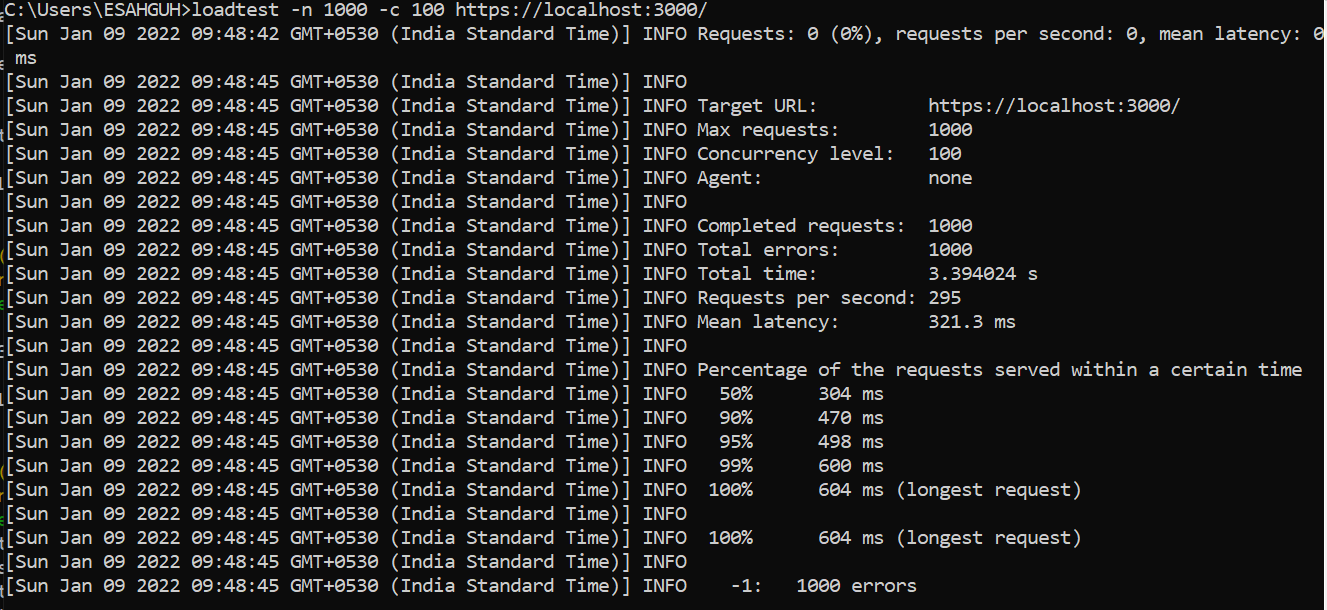 C:\Users\ESAHGUH>loadtest -n 1000 -c 100 https://localhost:3000/
[Sun Jan 09 2022 09:48:42 GMT+0530 (India Standard Time)] INFO Requests: 0 (0%), requests per second: 0, mean latency: 0
ms
[Sun Jan 09 2022 09:48:45 GMT+0530 (India Standard Time)] INFO
[Sun Jan 09 2022 09:48:45 GMT+0530 (India Standard Time)] INFO Target URL:          https://localhost:3000/
[Sun Jan 09 2022 09:48:45 GMT+0530 (India Standard Time)] INFO Max requests:        1000
[Sun Jan 09 2022 09:48:45 GMT+0530 (India Standard Time)] INFO Concurrency level:   100
[Sun Jan 09 2022 09:48:45 GMT+0530 (India Standard Time)] INFO Agent:               none
[Sun Jan 09 2022 09:48:45 GMT+0530 (India Standard Time)] INFO
[Sun Jan 09 2022 09:48:45 GMT+0530 (India Standard Time)] INFO Completed requests:  1000
[Sun Jan 09 2022 09:48:45 GMT+0530 (India Standard Time)] INFO Total errors:        1000
[Sun Jan 09 2022 09:48:45 GMT+0530 (India Standard Time)] INFO Total time:          3.394024 s
[Sun Jan 09 2022 09:48:45 GMT+0530 (India Standard Time)] INFO Requests per second: 295
[Sun Jan 09 2022 09:48:45 GMT+0530 (India Standard Time)] INFO Mean latency:        321.3 ms
[Sun Jan 09 2022 09:48:45 GMT+0530 (India Standard Time)] INFO
[Sun Jan 09 2022 09:48:45 GMT+0530 (India Standard Time)] INFO Percentage of the requests served within a certain time
[Sun Jan 09 2022 09:48:45 GMT+0530 (India Standard Time)] INFO   50%      304 ms
[Sun Jan 09 2022 09:48:45 GMT+0530 (India Standard Time)] INFO   90%      470 ms
[Sun Jan 09 2022 09:48:45 GMT+0530 (India Standard Time)] INFO   95%      498 ms
[Sun Jan 09 2022 09:48:45 GMT+0530 (India Standard Time)] INFO   99%      600 ms
[Sun Jan 09 2022 09:48:45 GMT+0530 (India Standard Time)] INFO  100%      604 ms (longest request)
[Sun Jan 09 2022 09:48:45 GMT+0530 (India Standard Time)] INFO
[Sun Jan 09 2022 09:48:45 GMT+0530 (India Standard Time)] INFO  100%      604 ms (longest request)
[Sun Jan 09 2022 09:48:45 GMT+0530 (India Standard Time)] INFO
[Sun Jan 09 2022 09:48:45 GMT+0530 (India Standard Time)] INFO    -1:   1000 errors